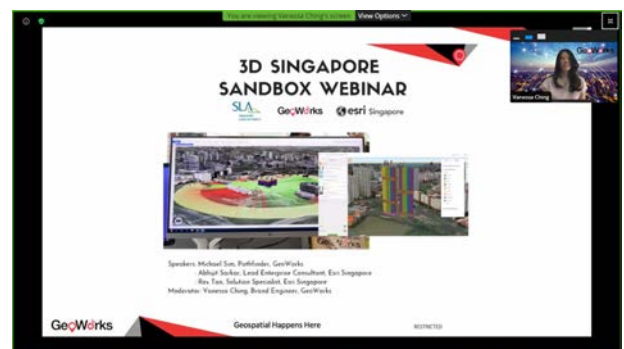 You are viewing Vanessa Ching's screen View Options
3D SINGAPORE
SANDBOX WEBINAR
SLA GeoWorks esri Singapore
GeoWorks
Vanessa Ching
Speakers: Michael Sim, Pathfinder, GeoWorks
: Abhijit Sarkar, Lead Enterprise Consultant, Esri Singapore
: Rex Tan, Solution Specialist, Esri Singapore
Moderator: Vanessa Ching, Brand Engineer, GeoWorks
GeoWorks Geospatial Happens Here RESTRICTED